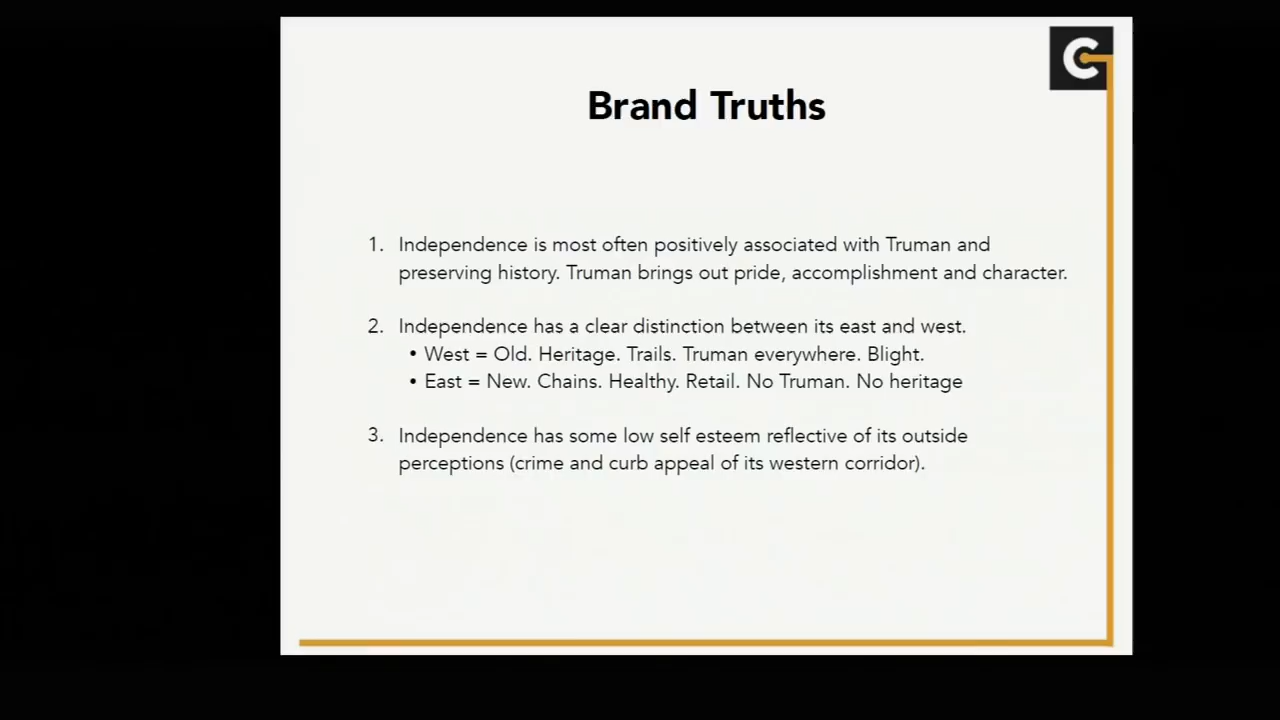 C
Brand Truths
1. Independence is most often positively associated with Truman and
preserving history. Truman brings out pride, accomplishment and character.
2. Independence has a clear distinction between its east and west.
• West = Old. Heritage. Trails. Truman everywhere. Blight.
• East = New. Chains. Healthy. Retail. No Truman. No heritage
3. Independence has some low self esteem reflective of its outside
perceptions (crime and curb appeal of its western corridor).